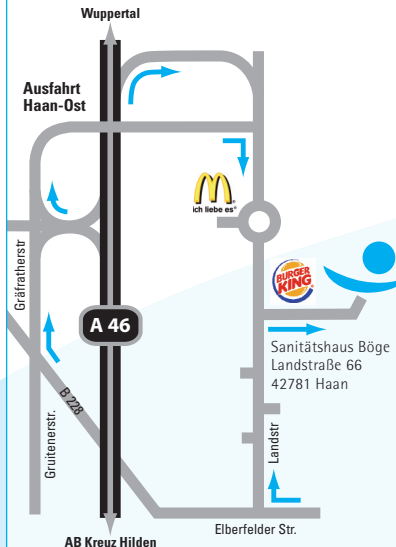 Wuppertal
Ausfahrt
Haan-Ost
ich liebe es®
Gräfratherstr
BURGER
KING
A 46
Sanitätshaus Böge
Landstraße 66
42781 Haan
B 228
Gruitenerstr.
Landstr
Elberfelder Str.
AB Kreuz Hilden